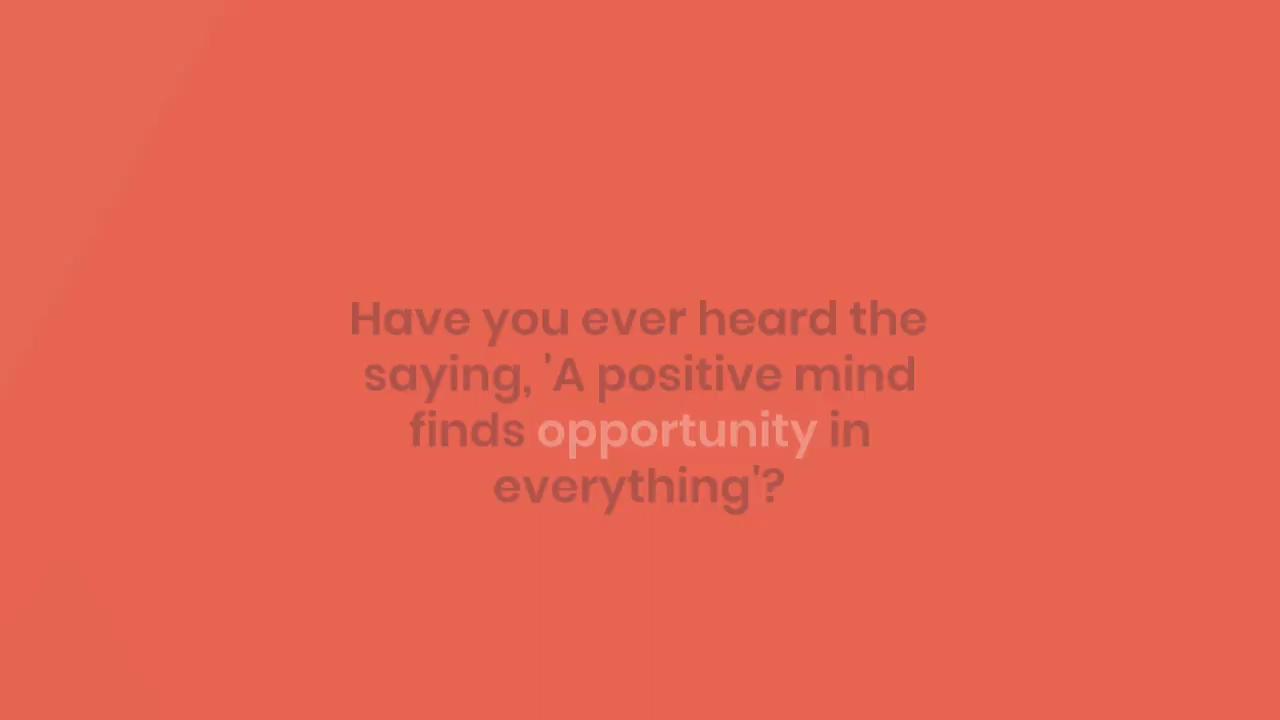 Have you ever heard the
saying, 'A positive mind
finds opportunity in
everything'?